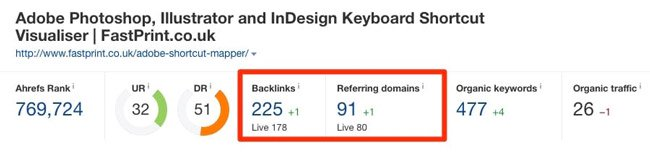 Adobe Photoshop, Illustrator and InDesign Keyboard Shortcut
Visualiser | FastPrint.co.uk
http://www.fastprint.co.uk/adobe-shortcut-mapper/
Ahrefs Rank i UR i DR i Backlinks i Referring domains i Organic keywords i Organic traffic i
769,724 32 51 225 +1 91 +1 477 +4 26 −1
Live 178 Live 80